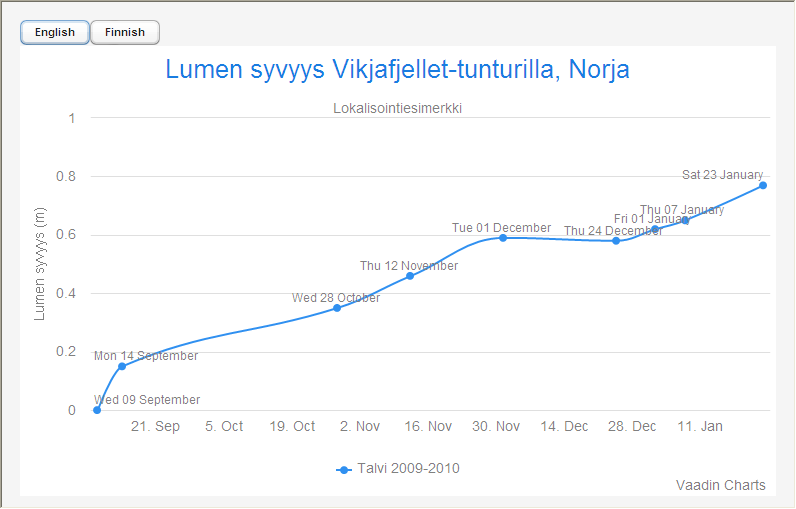 English Finnish
Lumen syvyys Vikjafjellet-tunturilla, Norja
Lokalisointiesimerkki
1
0.8
0.6
0.4
0.2
0
Lumen syvyys (m)
Sat 23 January
Thu 07 January
Fri 01 January
Thu 24 December
Tue 01 December
Thu 12 November
Wed 28 October
Mon 14 September
Wed 09 September
21. Sep 5. Oct 19. Oct 2. Nov 16. Nov 30. Nov 14. Dec 28. Dec 11. Jan
Talvi 2009-2010
Vaadin Charts